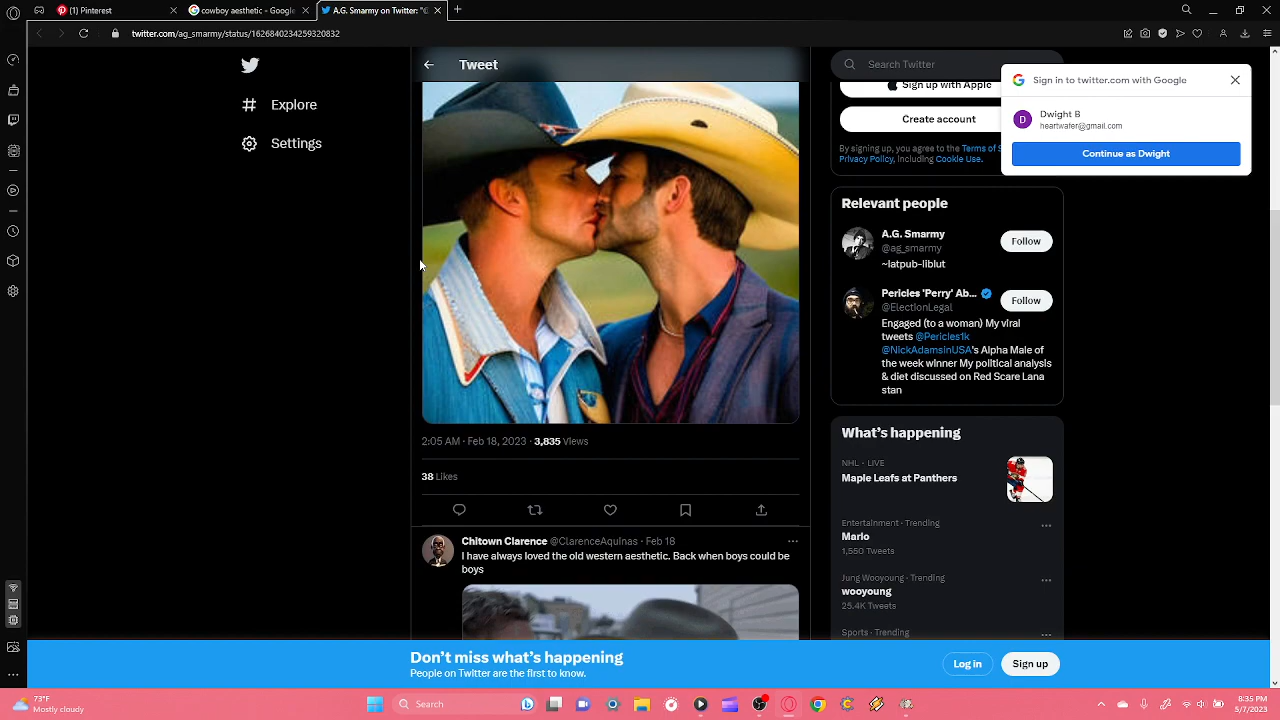 (1) Pinterest
cowboy aesthetic - Google
A.G. Smarmy on Twitter: "@
twitter.com/ag_smarmy/status/1626840234259320832
Explore
Settings
Tweet
2:05 AM · Feb 18, 2023 · 3,835 Views
38 Likes
Chitown Clarence @ClarenceAquinas · Feb 18
I have always loved the old western aesthetic. Back when boys could be
boys
Search Twitter
Sign up with Apple
Create account
By signing up, you agree to the Terms of S
Privacy Policy, including Cookie Use.
Sign in to twitter.com with Google
D
Dwight B
heartwafer@gmail.com
Continue as Dwight
Relevant people
A.G. Smarmy
@ag_smarmy
Follow
~latpub-liblut
Pericles 'Perry' Ab...
@ElectionLegal
Follow
Engaged (to a woman) My viral
tweets @Pericles1k
@NickAdamsinUSA's Alpha Male of
the week winner My political analysis
& diet discussed on Red Scare Lana
stan
What's happening
NHL · LIVE
Maple Leafs at Panthers
Entertainment · Trending
Mario
1,550 Tweets
Jung Wooyoung · Trending
wooyoung
25.4K Tweets
Sports · Trending
Don't miss what's happening
People on Twitter are the first to know.
Log in
Sign up
73°F
Mostly cloudy
Search
8:35 PM
5/7/2023